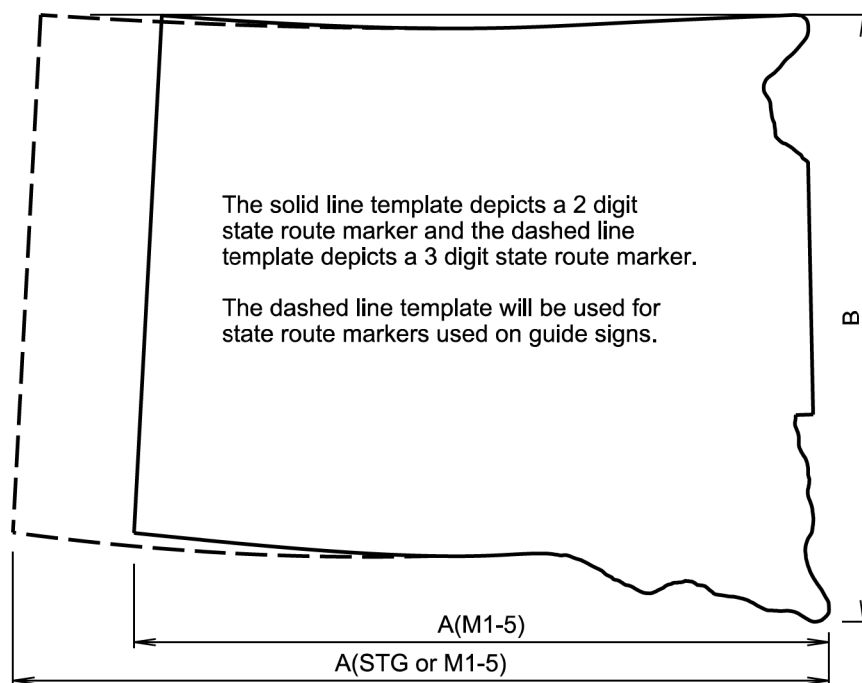 The solid line template depicts a 2 digit
state route marker and the dashed line
template depicts a 3 digit state route marker.
The dashed line template will be used for
state route markers used on guide signs.
B
A(M1-5)
A(STG or M1-5)